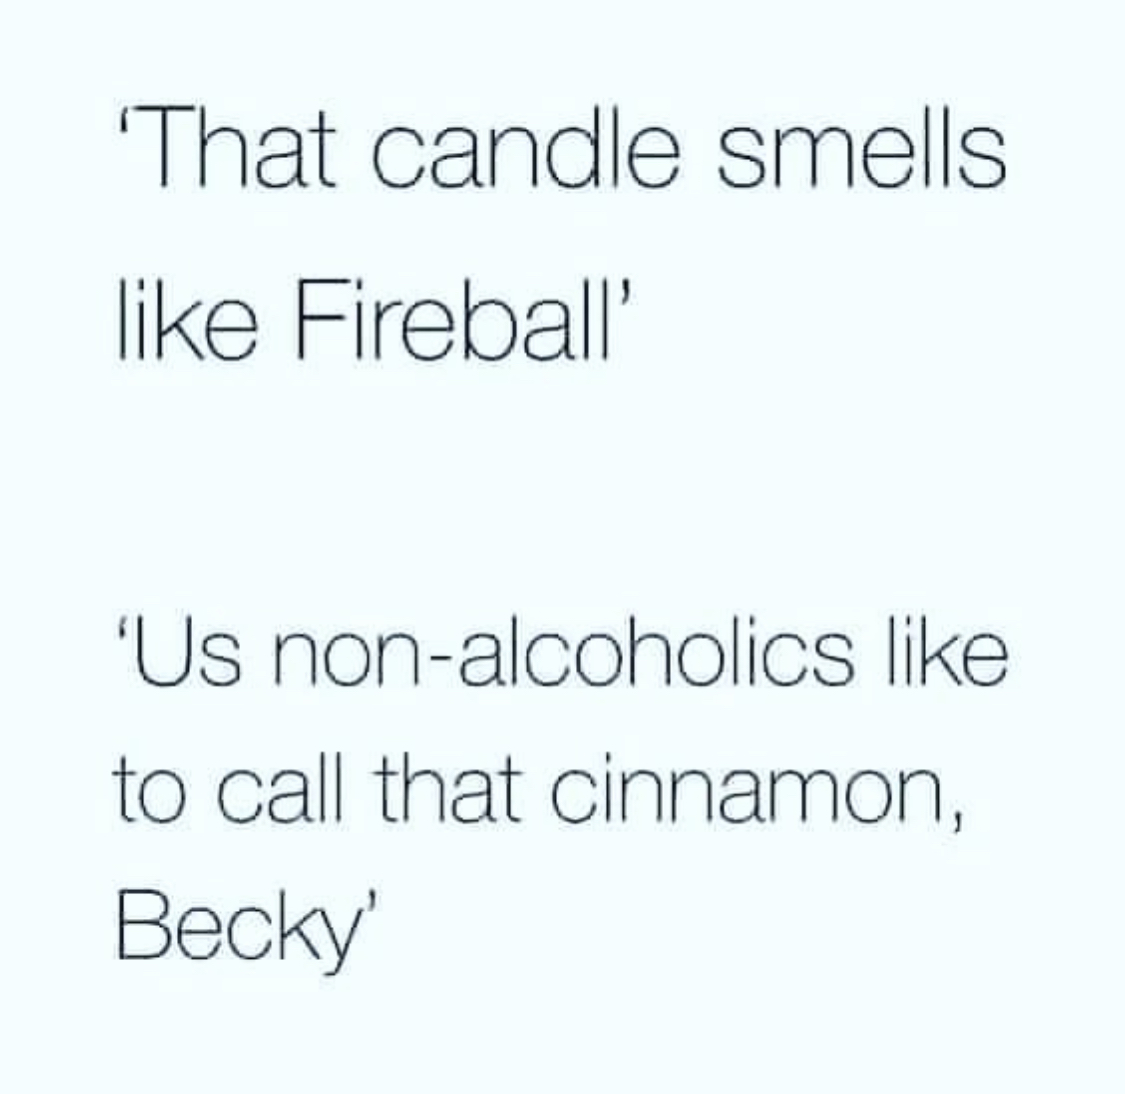 ‘That candle smells
like Fireball’
‘Us non-alcoholics like
to call that cinnamon,
Becky’